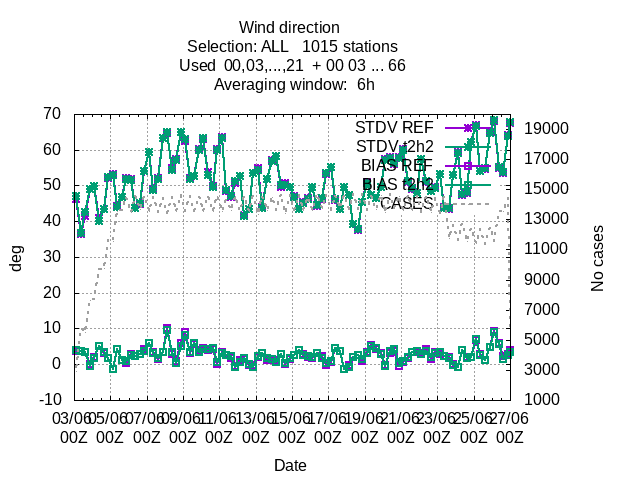 Wind direction
Selection: ALL   1015 stations
Used  00,03,...,21  + 00 03 ... 66
Averaging window:  6h
70
60
50
40
30
20
10
0
-10
deg
STDV REF
STDV t2h2
BIAS REF
BIAS t2h2
CASES
19000
17000
15000
13000
11000
9000
7000
5000
3000
1000
No cases
03/06 05/06 07/06 09/06 11/06 13/06 15/06 17/06 19/06 21/06 23/06 25/06 27/06
00Z 00Z 00Z 00Z 00Z 00Z 00Z 00Z 00Z 00Z 00Z 00Z 00Z
Date